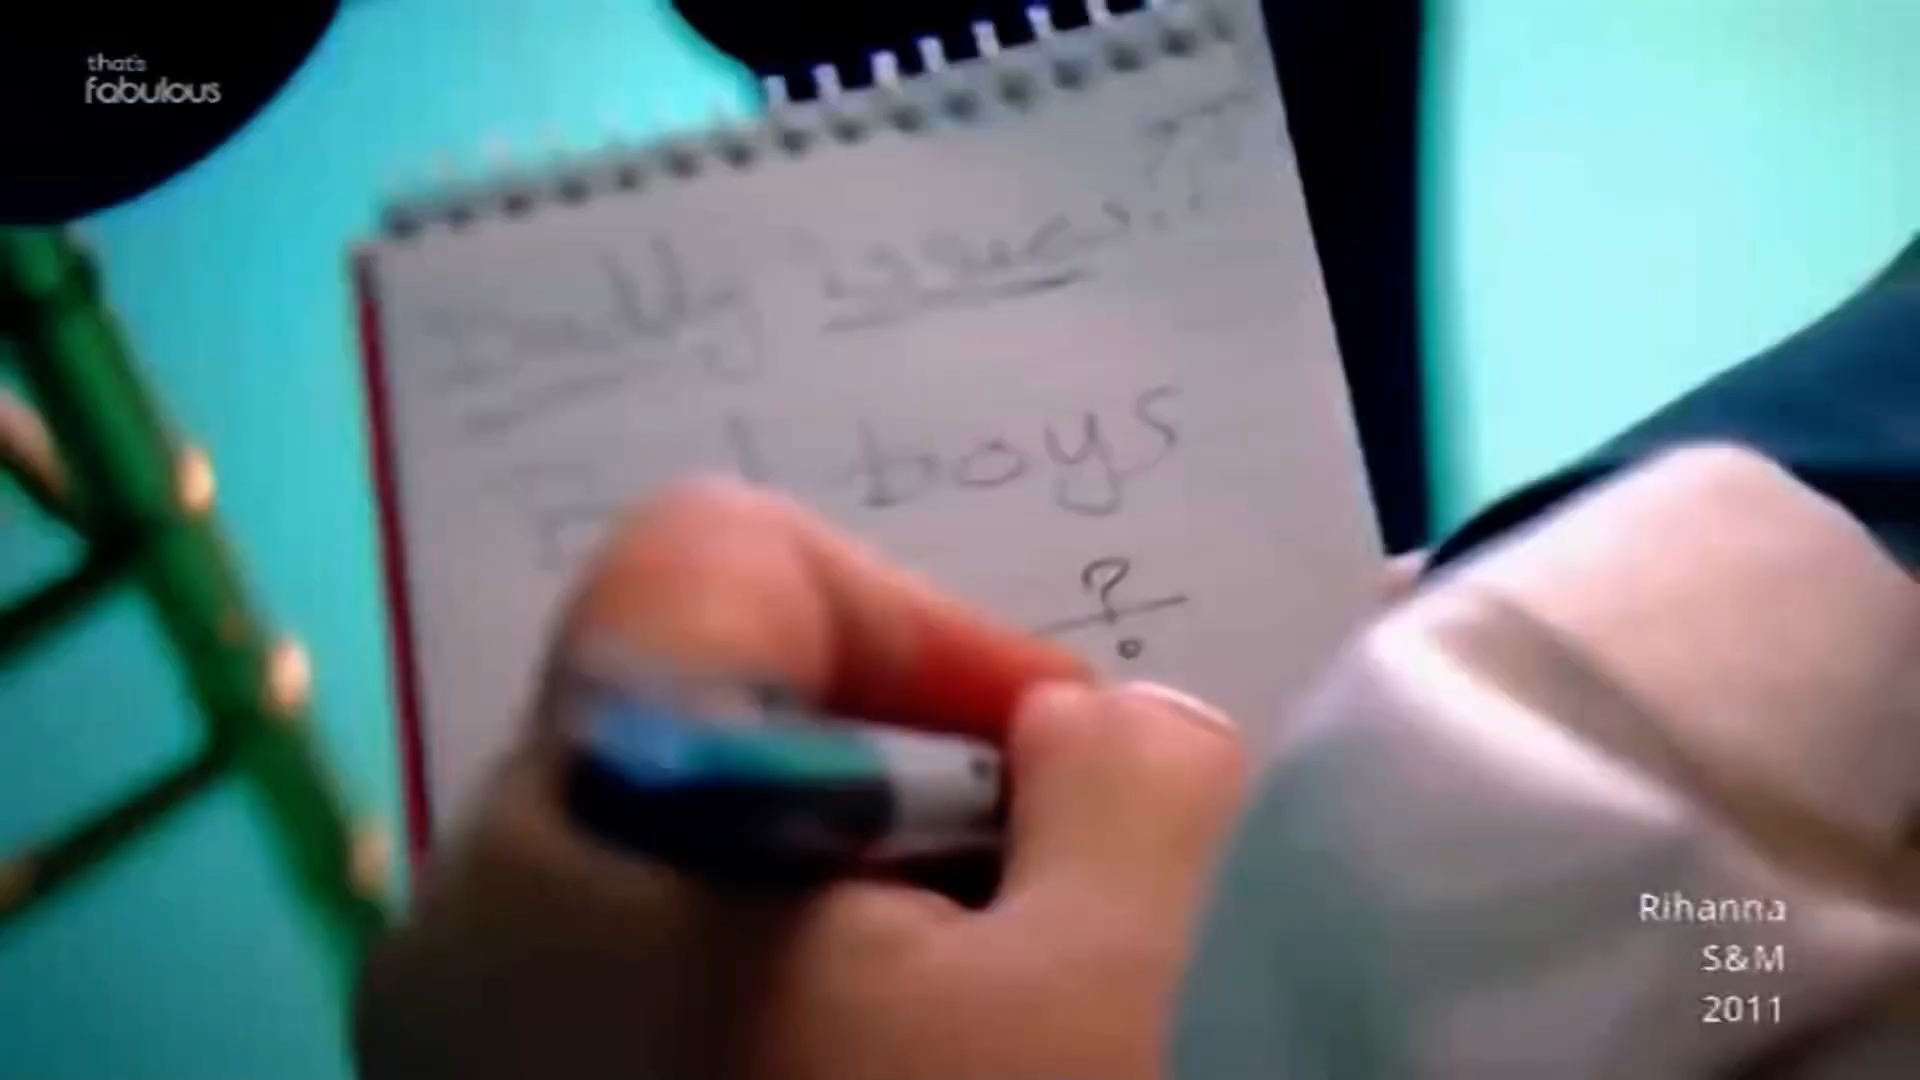 that's
fabulous
Daddy issues??
boys
?
Rihanna
S&M
2011